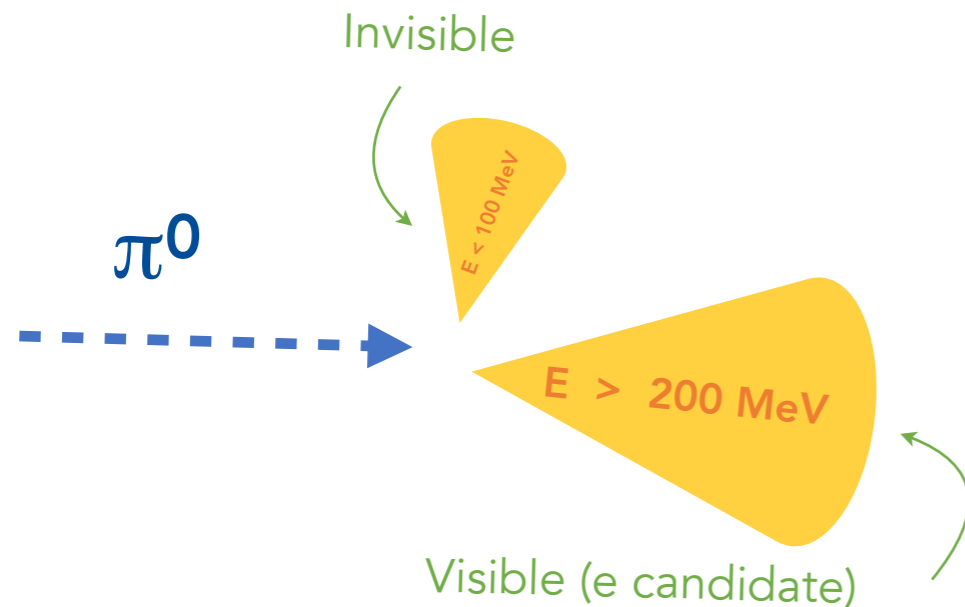 Invisible
E < 100 MeV
π⁰
E > 200 MeV
Visible (e candidate)